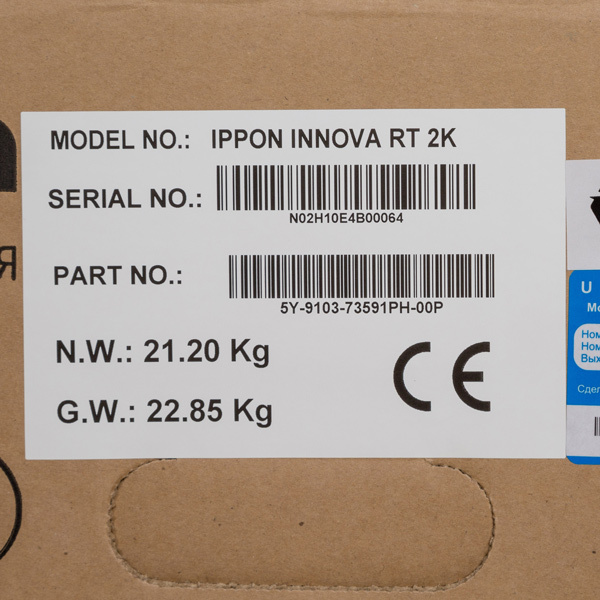 MODEL NO.: IPPON INNOVA RT 2K
SERIAL NO.:
N02H10E4B00064
PART NO.:
5Y-9103-73591PH-00P
N.W.: 21.20 Kg
G.W.: 22.85 Kg
CE
U